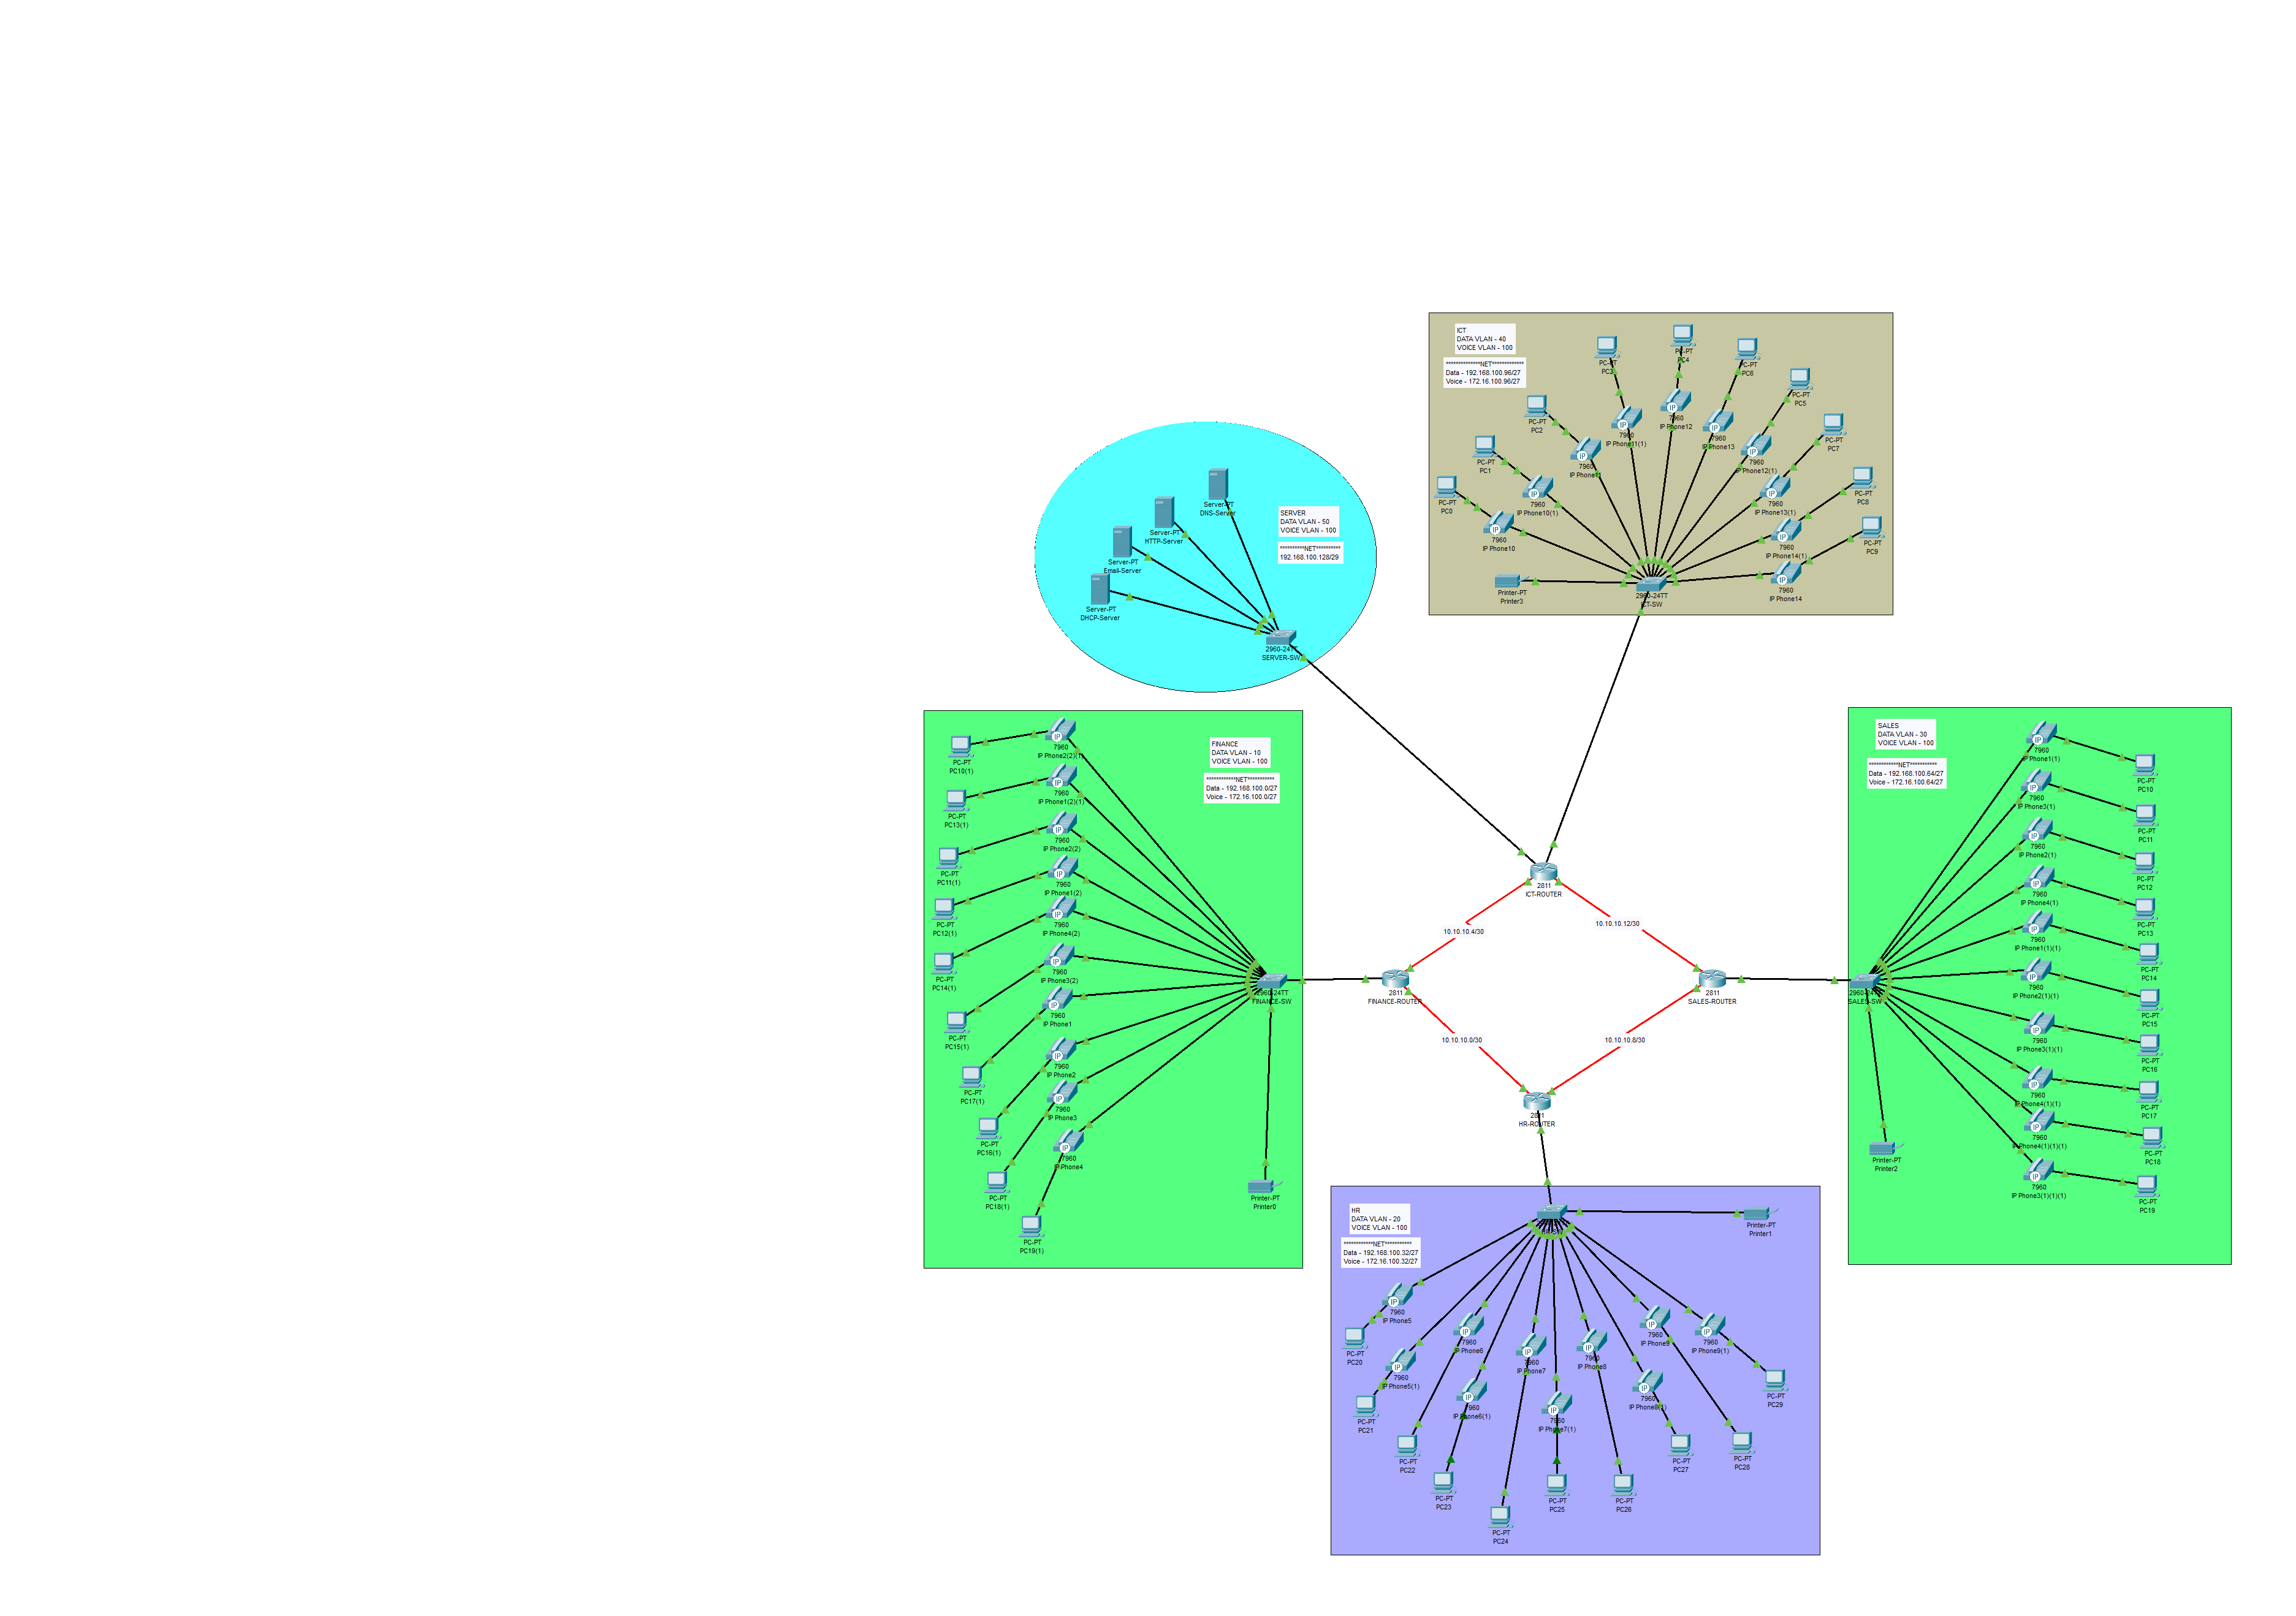 ICT
DATA VLAN - 40
VOICE VLAN - 100
**************NET*************
Data - 192.168.100.96/27
Voice - 172.16.100.96/27
PC-PT
PC3
PC-PT
PC4
PC-PT
PC6
PC-PT
PC5
PC-PT
PC2
7960
IP Phone11(1)
7960
IP Phone12
7960
IP Phone13
PC-PT
PC7
PC-PT
PC1
7960
IP Phone11
7960
IP Phone12(1)
PC-PT
PC0
7960
IP Phone10(1)
7960
IP Phone13(1)
PC-PT
PC8
7960
IP Phone10
7960
IP Phone14(1)
PC-PT
PC9
Printer-PT
Printer3
2960-24TT
ICT-SW
7960
IP Phone14
Server-PT
DNS-Server
Server-PT
HTTP-Server
Server-PT
Email-Server
Server-PT
DHCP-Server
SERVER
DATA VLAN - 50
VOICE VLAN - 100
**********NET**********
192.168.100.128/29
2960-24TT
SERVER-SW
FINANCE
DATA VLAN - 10
VOICE VLAN - 100
************NET***********
Data - 192.168.100.0/27
Voice - 172.16.100.0/27
7960
IP Phone2(2)(1)
PC-PT
PC10(1)
7960
IP Phone1(2)(1)
PC-PT
PC13(1)
7960
IP Phone2(2)
PC-PT
PC11(1)
7960
IP Phone1(2)
PC-PT
PC12(1)
7960
IP Phone4(2)
PC-PT
PC14(1)
7960
IP Phone3(2)
PC-PT
PC15(1)
7960
IP Phone1
PC-PT
PC17(1)
7960
IP Phone2
PC-PT
PC16(1)
7960
IP Phone3
PC-PT
PC18(1)
7960
IP Phone4
PC-PT
PC19(1)
2960-24TT
FINANCE-SW
Printer-PT
Printer0
2811
ICT-ROUTER
10.10.10.4/30
10.10.10.12/30
2811
FINANCE-ROUTER
2811
SALES-ROUTER
10.10.10.0/30
10.10.10.8/30
2811
HR-ROUTER
SALES
DATA VLAN - 30
VOICE VLAN - 100
************NET***********
Data - 192.168.100.64/27
Voice - 172.16.100.64/27
7960
IP Phone1(1)
PC-PT
PC10
7960
IP Phone3(1)
PC-PT
PC11
7960
IP Phone2(1)
PC-PT
PC12
7960
IP Phone4(1)
PC-PT
PC13
7960
IP Phone1(1)(1)
PC-PT
PC14
7960
IP Phone2(1)(1)
PC-PT
PC15
7960
IP Phone3(1)(1)
PC-PT
PC16
7960
IP Phone4(1)(1)
PC-PT
PC17
7960
IP Phone4(1)(1)(1)
PC-PT
PC18
7960
IP Phone3(1)(1)(1)
PC-PT
PC19
2960-24TT
SALES-SW
Printer-PT
Printer2
HR
DATA VLAN - 20
VOICE VLAN - 100
************NET***********
Data - 192.168.100.32/27
Voice - 172.16.100.32/27
HR-SW
Printer-PT
Printer1
7960
IP Phone5
PC-PT
PC20
7960
IP Phone5(1)
PC-PT
PC21
7960
IP Phone6
PC-PT
PC22
7960
IP Phone6(1)
PC-PT
PC23
7960
IP Phone7
PC-PT
PC24
7960
IP Phone7(1)
PC-PT
PC25
7960
IP Phone8
PC-PT
PC26
7960
IP Phone8(1)
PC-PT
PC27
7960
IP Phone9
PC-PT
PC28
7960
IP Phone9(1)
PC-PT
PC29